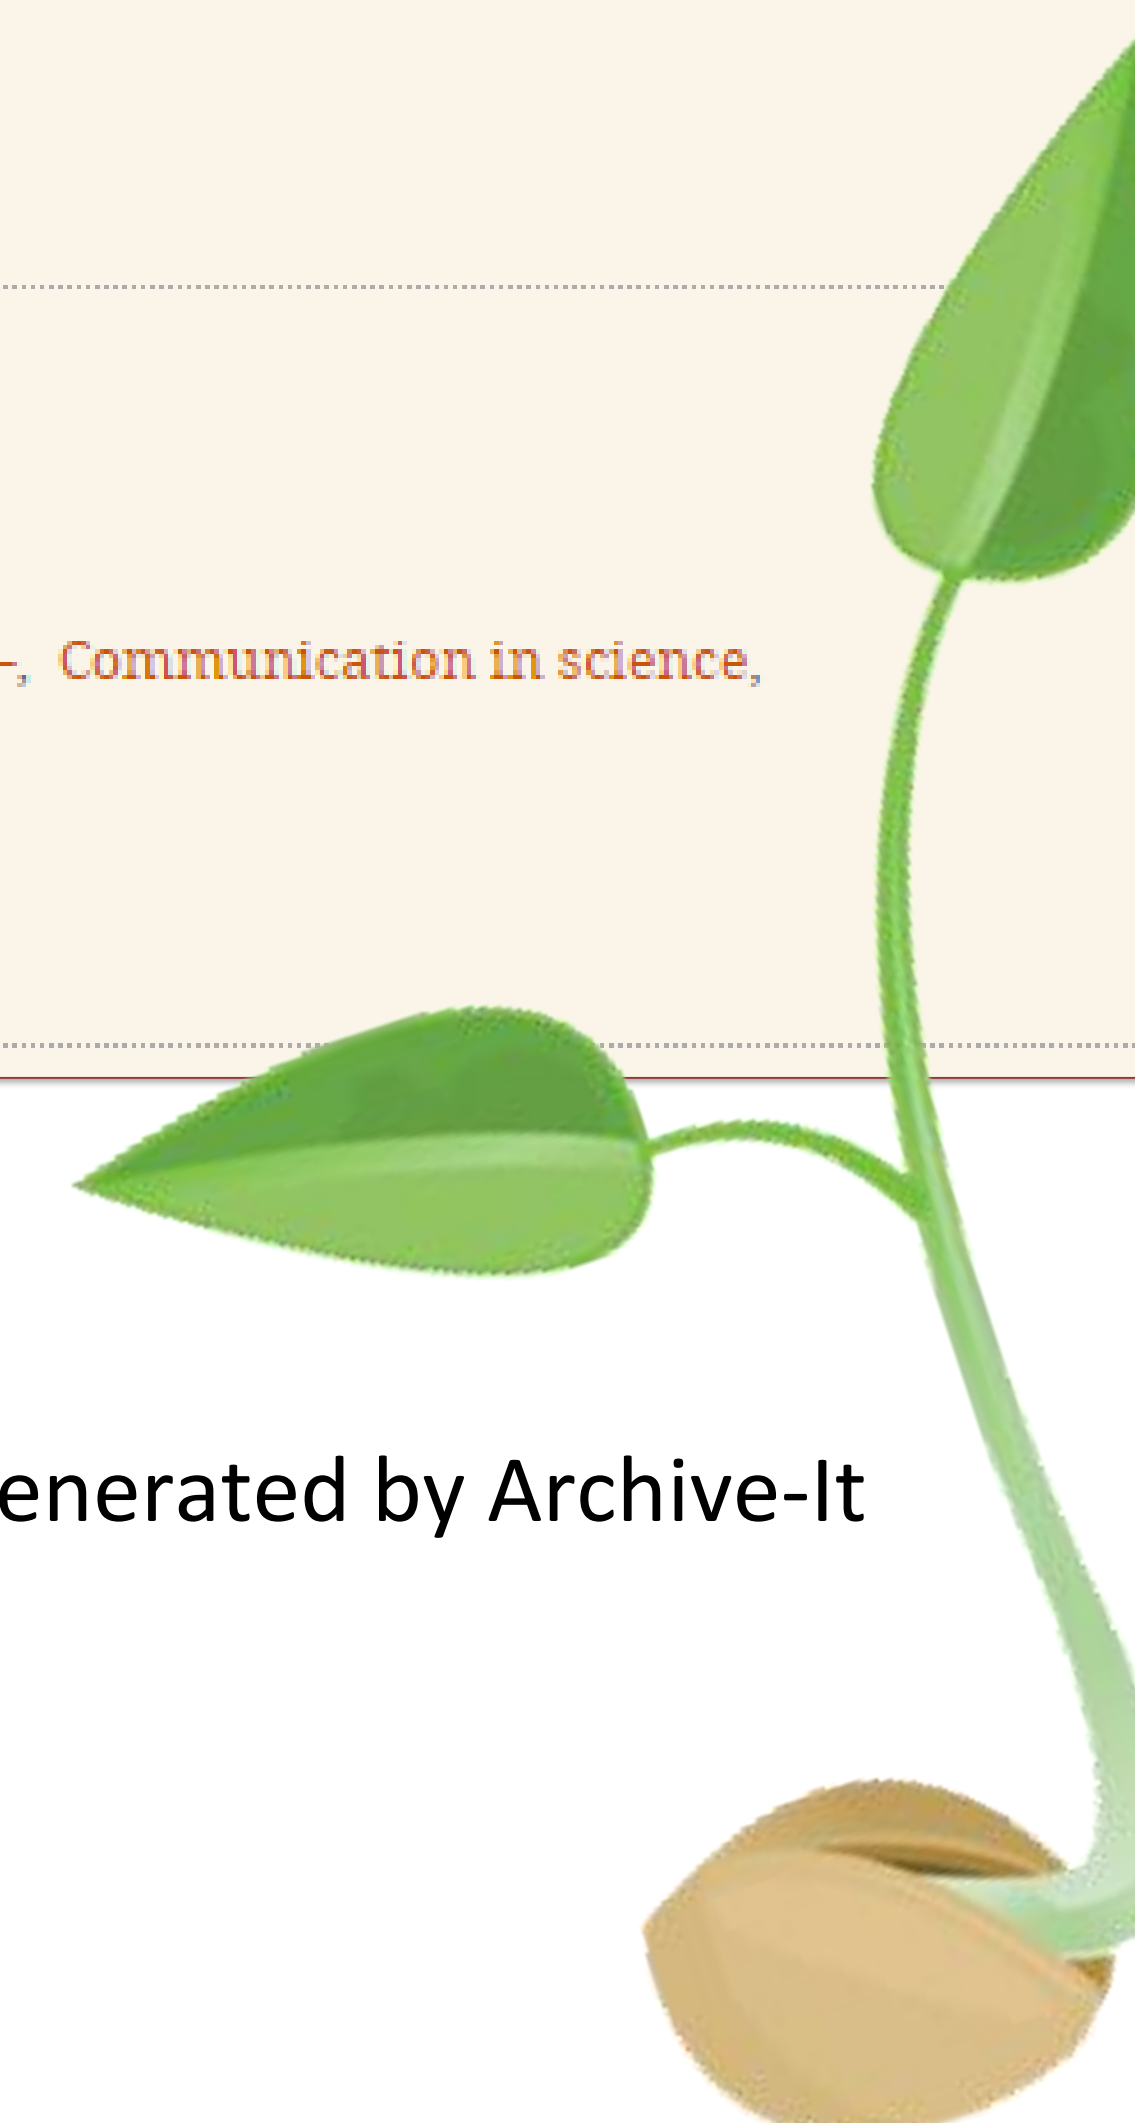 –, Communication in science,
enerated by Archive-It